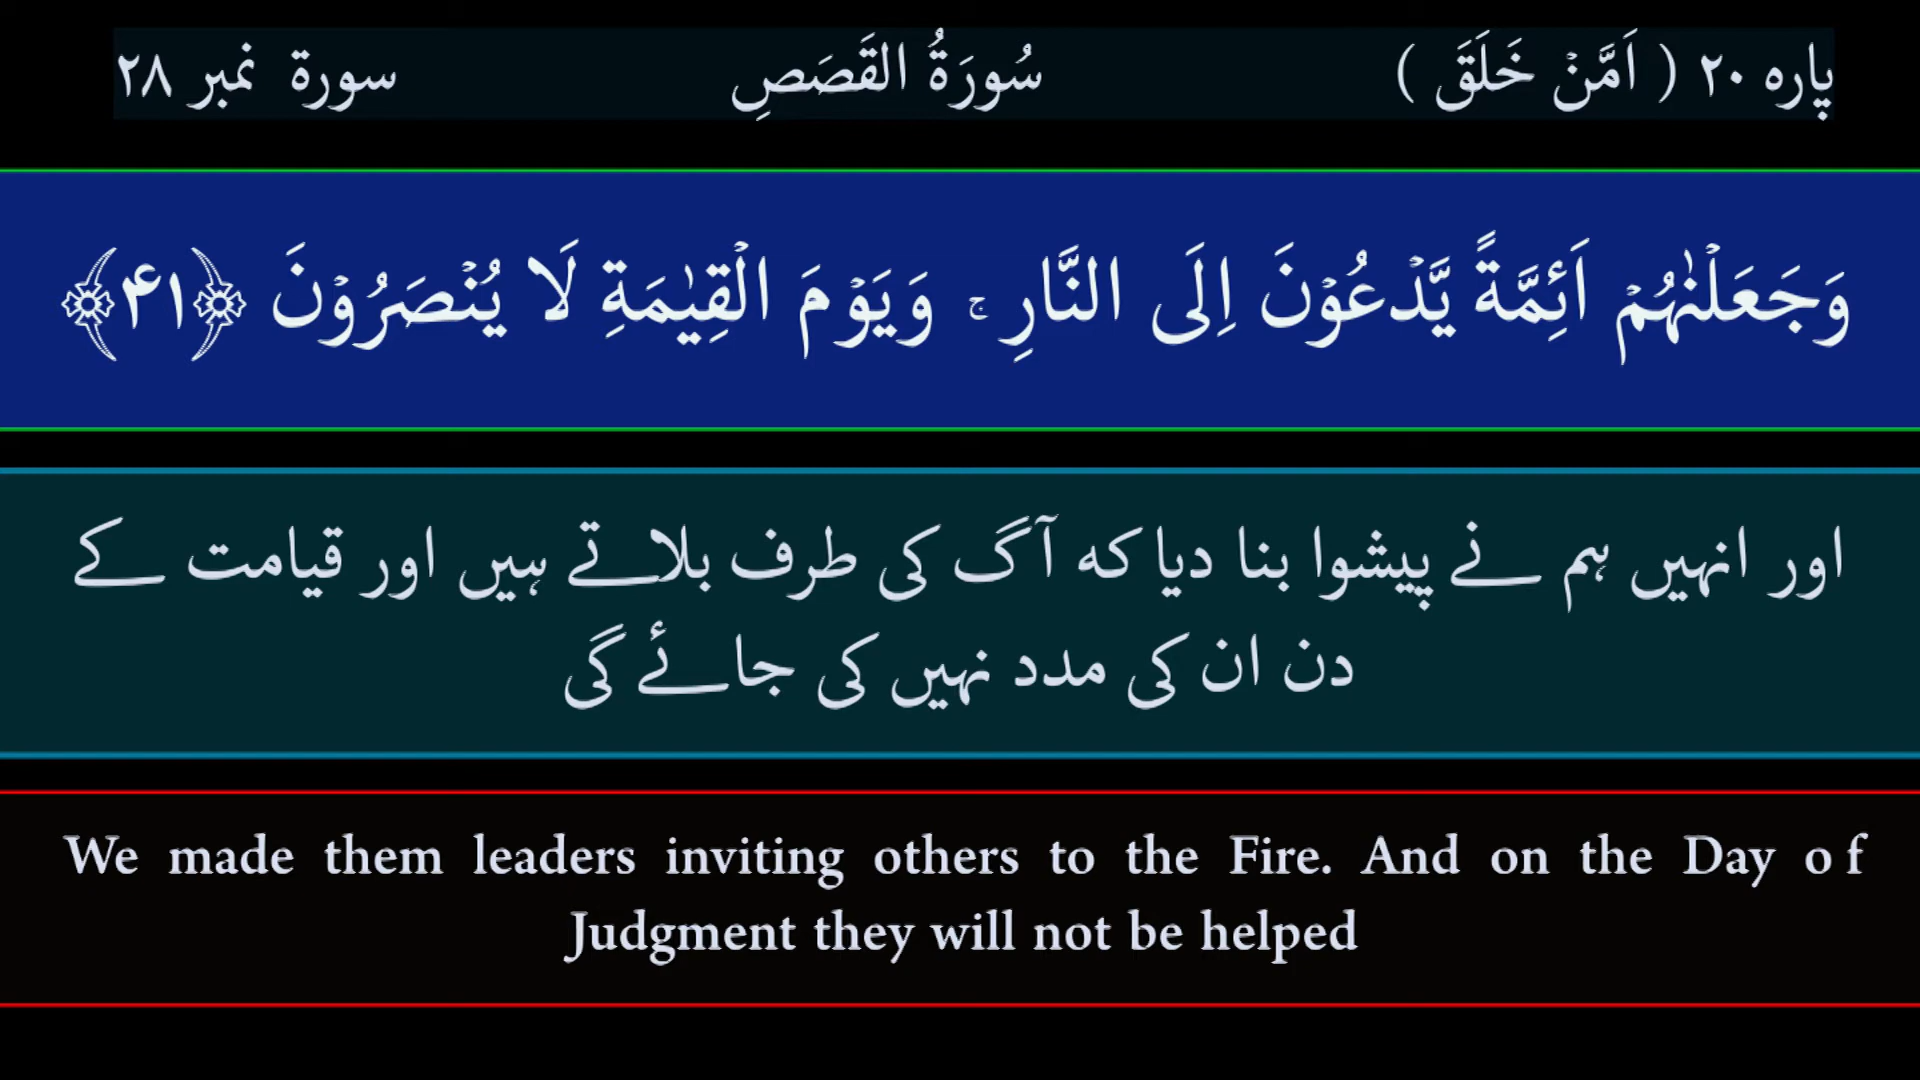 پارہ ۲۰ ( اَمَّنۡ خَلَقَ ) سُورَۃُ القَصَصِ سورۃ نمبر ۲۸
وَجَعَلۡنٰہُمۡ اَئِمَّۃً یَّدۡعُوۡنَ اِلَی النَّارِ ۚ وَیَوۡمَ الۡقِیٰمَۃِ لَا یُنۡصَرُوۡنَ ﴿۴۱﴾
اور انہیں ہم نے پیشوا بنا دیا کہ آگ کی طرف بلاتے ہیں اور قیامت کے
دن ان کی مدد نہیں کی جائے گی
We made them leaders inviting others to the Fire. And on the Day of
Judgment they will not be helped